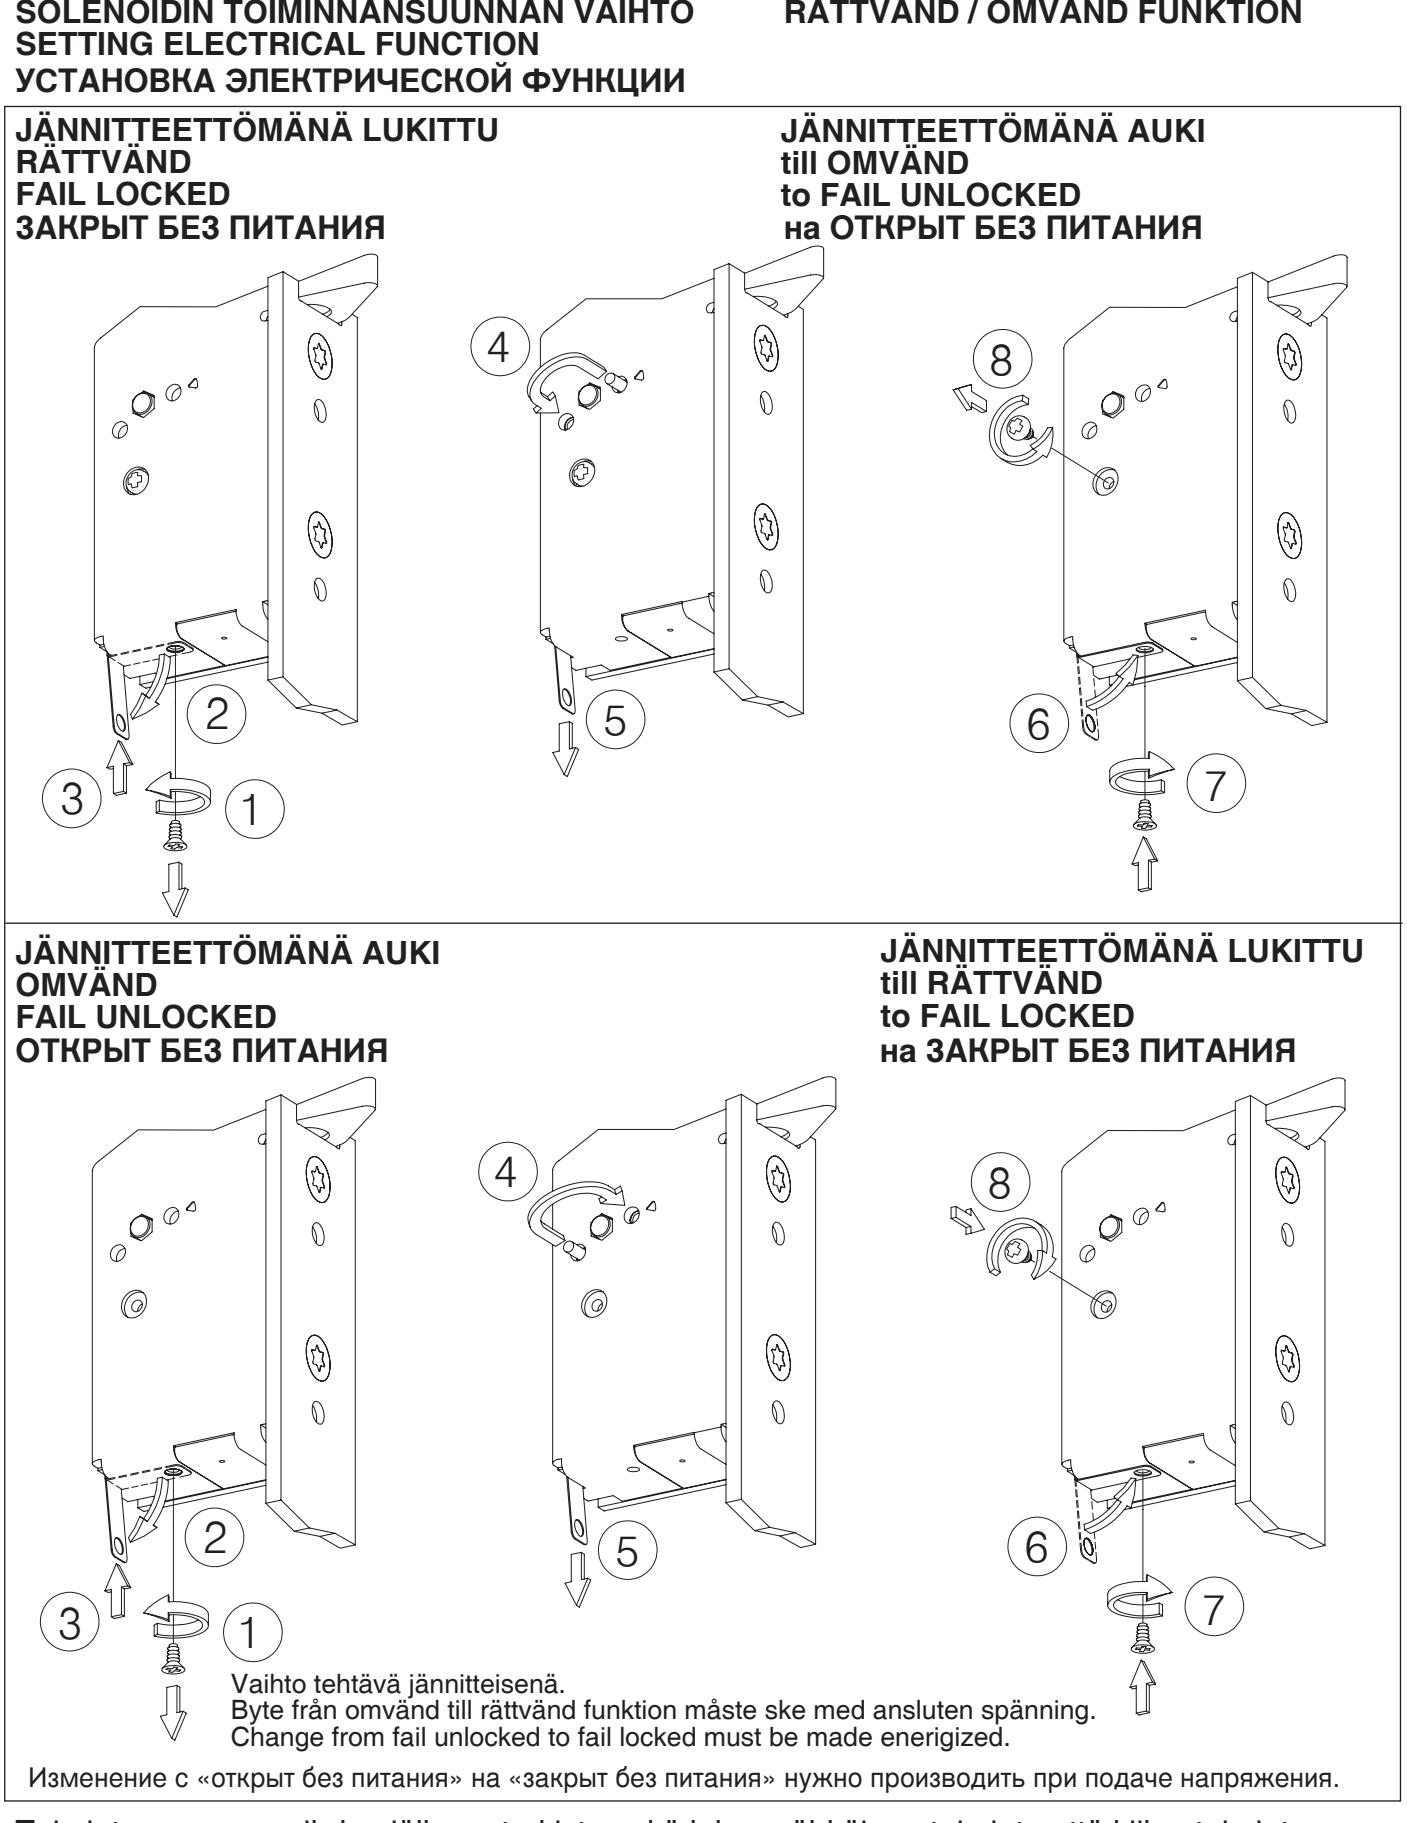 SOLENOIDIN TOIMINNANSUUNNAN VAIHTO
RÄTTVÄND / OMVÄND FUNKTION
SETTING ELECTRICAL FUNCTION
УСТАНОВКА ЭЛЕКТРИЧЕСКОЙ ФУНКЦИИ
JÄNNITTEETTÖMÄNÄ LUKITTU
RÄTTVÄND
FAIL LOCKED
ЗАКРЫТ БЕЗ ПИТАНИЯ
JÄNNITTEETTÖMÄNÄ AUKI
till OMVÄND
to FAIL UNLOCKED
на ОТКРЫТ БЕЗ ПИТАНИЯ
4
8
2
5
6
3
1
7
JÄNNITTEETTÖMÄNÄ AUKI
OMVÄND
FAIL UNLOCKED
ОТКРЫТ БЕЗ ПИТАНИЯ
JÄNNITTEETTÖMÄNÄ LUKITTU
till RÄTTVÄND
to FAIL LOCKED
на ЗАКРЫТ БЕЗ ПИТАНИЯ
4
8
2
5
6
3
1
7
Vaihto tehtävä jännitteisenä.
Byte från omvänd till rättvänd funktion måste ske med ansluten spänning.
Change from fail unlocked to fail locked must be made enerigized.
Изменение с «открыт без питания» на «закрыт без питания» нужно производить при подаче напряжения.